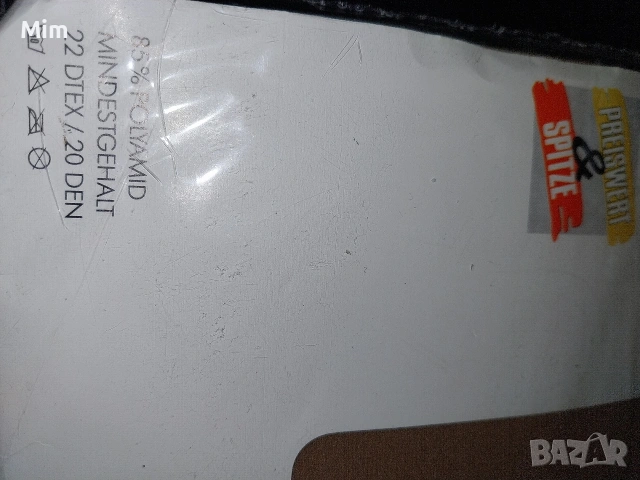 Mim
PREISWERT
&
SPITZE
85% POLYAMID
MINDESTGEHALT
22 DTEX / 20 DEN
BAZAR